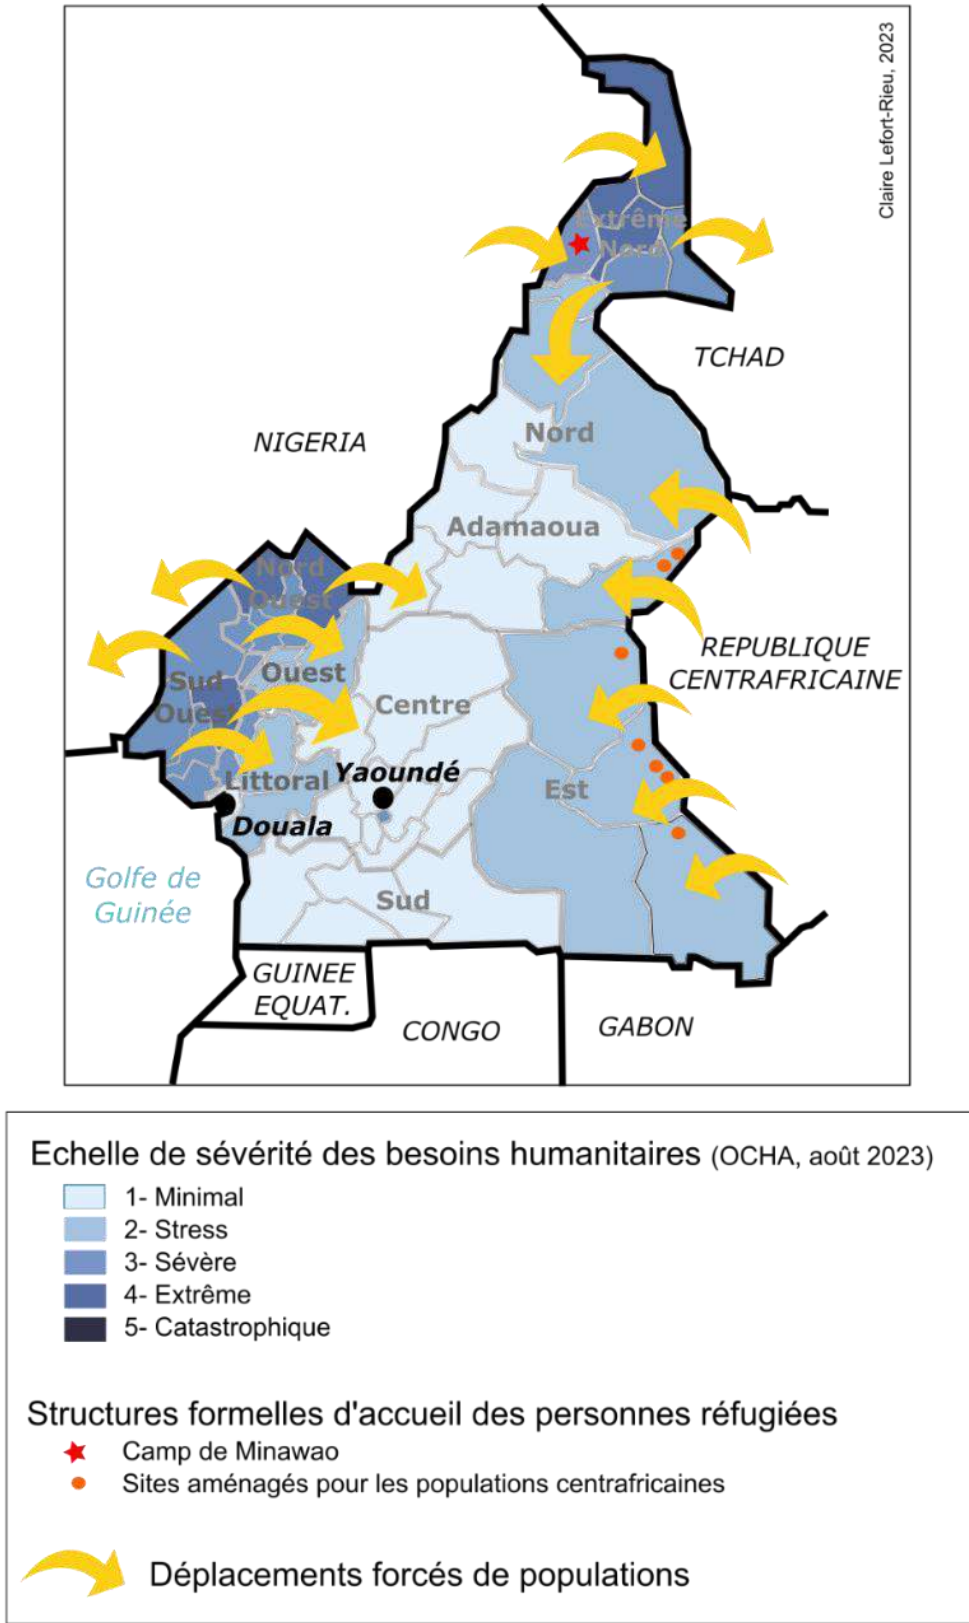 Claire Lefort-Rieu, 2023
Extrême
Nord
TCHAD
NIGERIA
Nord
Adamaoua
Nord
Ouest
REPUBLIQUE
CENTRAFRICAINE
Ouest
Sud
Ouest
Centre
Yaoundé
Littoral
Est
Douala
Golfe de
Guinée
Sud
GUINEE
EQUAT.
CONGO
GABON
Echelle de sévérité des besoins humanitaires (OCHA, août 2023)
1- Minimal
2- Stress
3- Sévère
4- Extrême
5- Catastrophique
Structures formelles d'accueil des personnes réfugiées
Camp de Minawao
Sites aménagés pour les populations centrafricaines
Déplacements forcés de populations